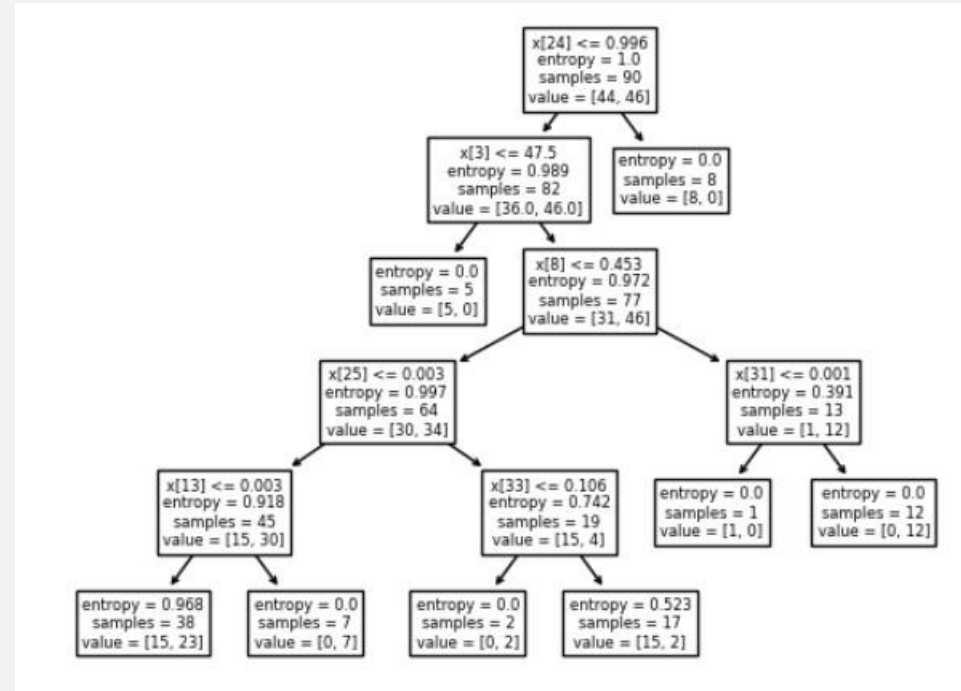 x[24] <= 0.996
entropy = 1.0
samples = 90
value = [44, 46]
x[3] <= 47.5
entropy = 0.989
samples = 82
value = [36.0, 46.0]
entropy = 0.0
samples = 8
value = [8, 0]
entropy = 0.0
samples = 5
value = [5, 0]
x[8] <= 0.453
entropy = 0.972
samples = 77
value = [31, 46]
x[25] <= 0.003
entropy = 0.997
samples = 64
value = [30, 34]
x[31] <= 0.001
entropy = 0.391
samples = 13
value = [1, 12]
x[13] <= 0.003
entropy = 0.918
samples = 45
value = [15, 30]
x[33] <= 0.106
entropy = 0.742
samples = 19
value = [15, 4]
entropy = 0.0
samples = 1
value = [1, 0]
entropy = 0.0
samples = 12
value = [0, 12]
entropy = 0.968
samples = 38
value = [15, 23]
entropy = 0.0
samples = 7
value = [0, 7]
entropy = 0.0
samples = 2
value = [0, 2]
entropy = 0.523
samples = 17
value = [15, 2]